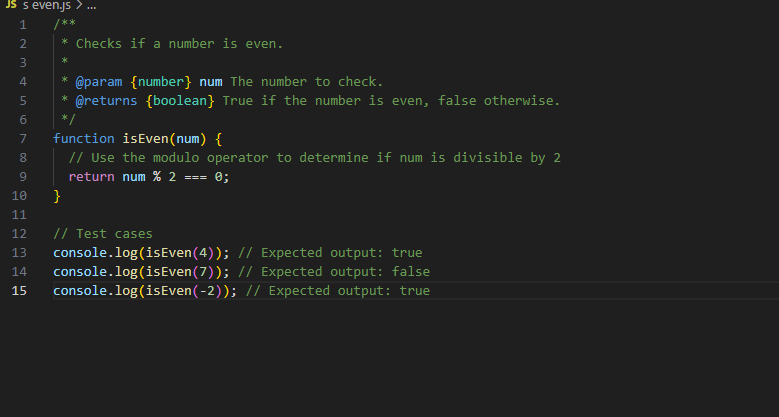 JS s even.js > ...
1 /**
2  * Checks if a number is even.
3  *
4  * @param {number} num The number to check.
5  * @returns {boolean} True if the number is even, false otherwise.
6  */
7 function isEven(num) {
8   // Use the modulo operator to determine if num is divisible by 2
9   return num % 2 === 0;
10 }
11
12 // Test cases
13 console.log(isEven(4)); // Expected output: true
14 console.log(isEven(7)); // Expected output: false
15 console.log(isEven(-2)); // Expected output: true